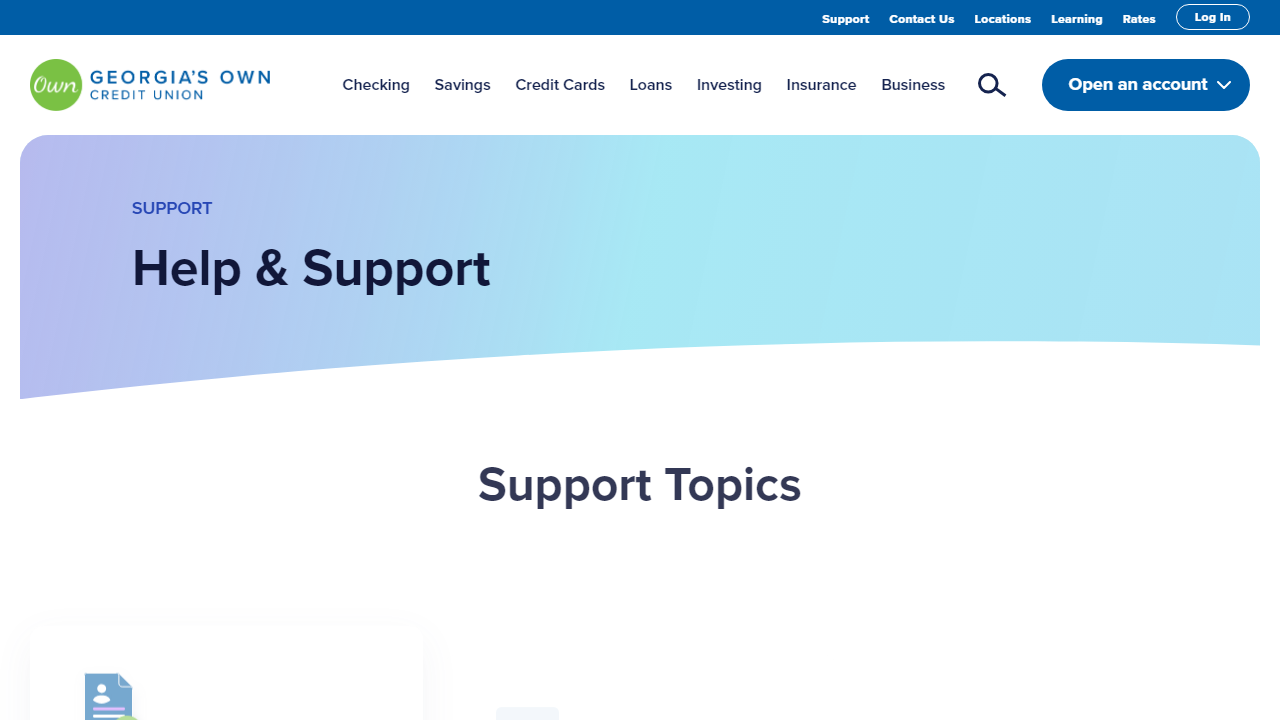 Support Contact Us Locations Learning Rates Log In
Own GEORGIA'S OWN
CREDIT UNION
Checking Savings Credit Cards Loans Investing Insurance Business Open an account
SUPPORT
Help & Support
Support Topics